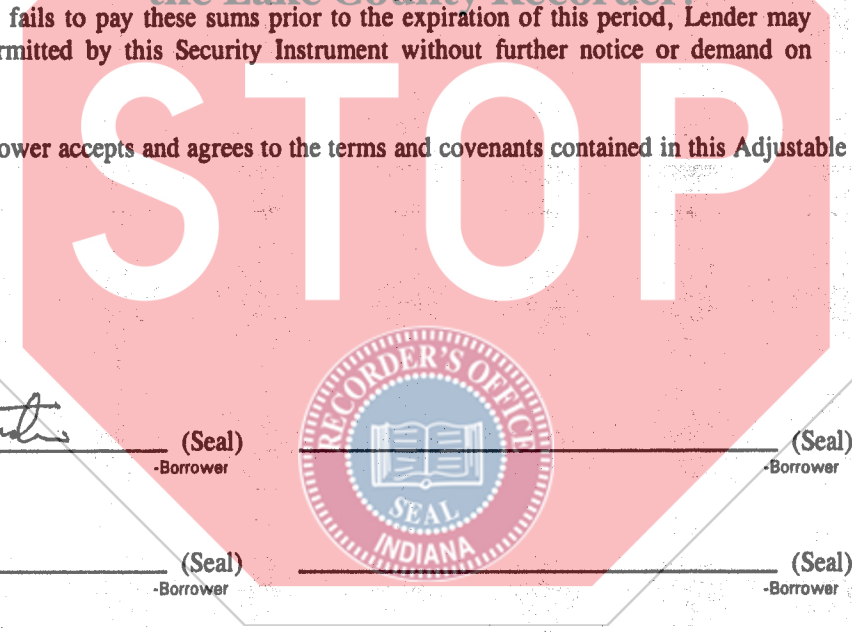 the Lake County Recorder!
fails to pay these sums prior to the expiration of this period, Lender may
rmitted by this Security Instrument without further notice or demand on
ower accepts and agrees to the terms and covenants contained in this Adjustable
STOP
RECORDER'S OFFICE
SEAL
INDIANA
(Seal) (Seal)
-Borrower -Borrower
(Seal) (Seal)
-Borrower -Borrower